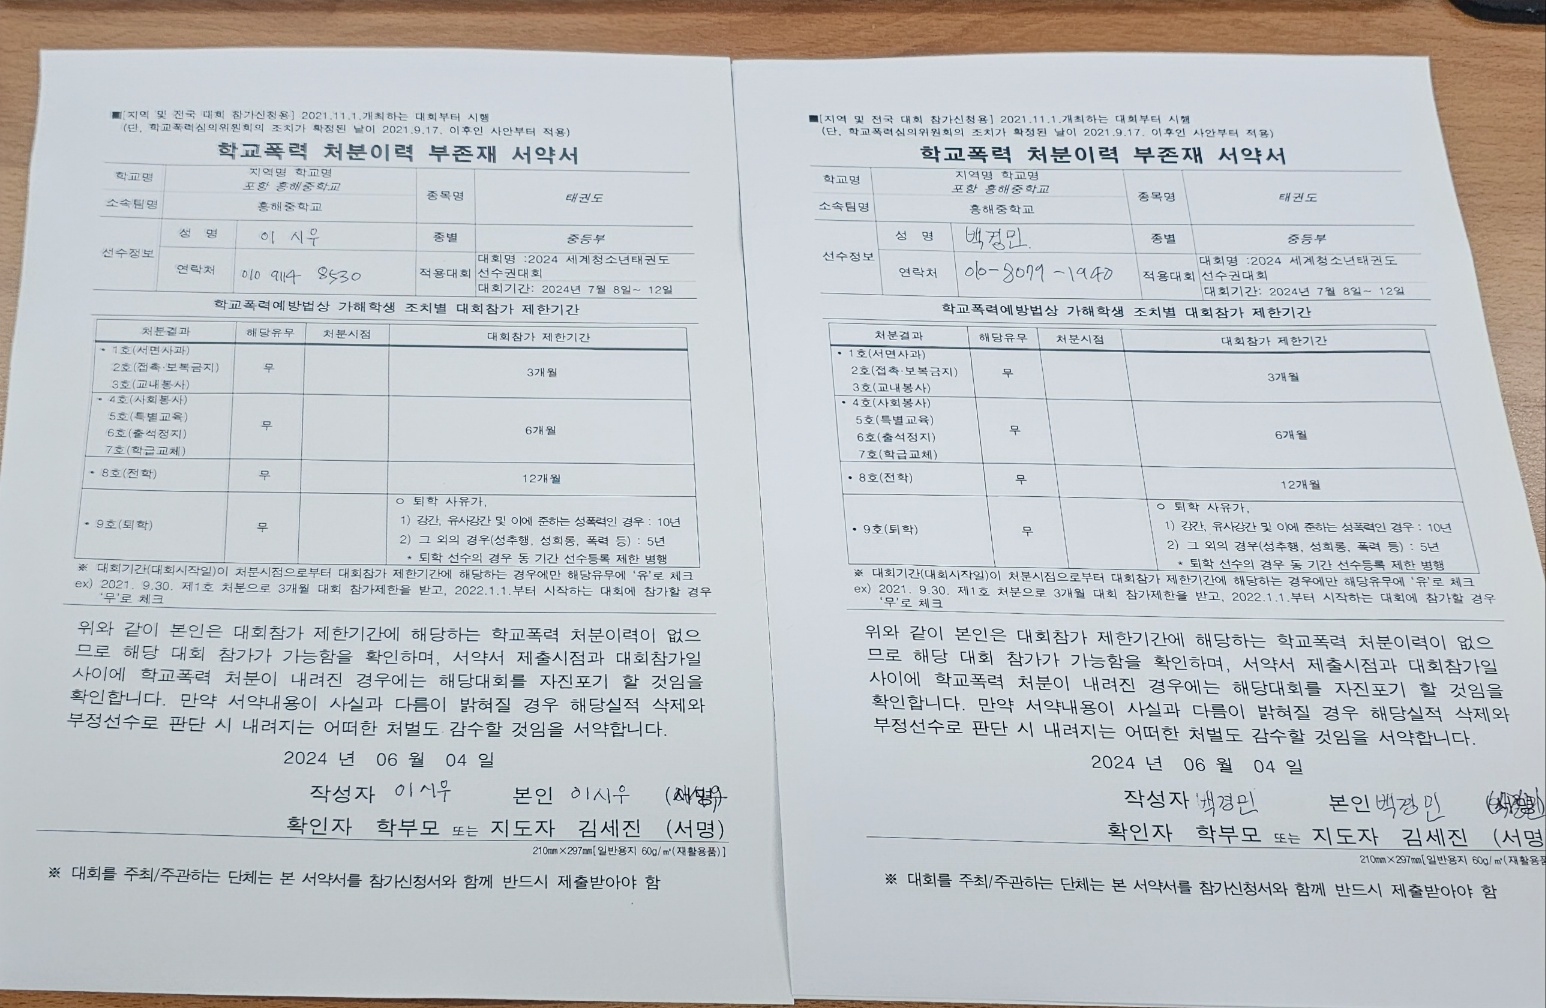 ■[지역 및 전국 대회 참가신청용] 2021.11.1.개최하는 대회부터 시행
(단, 학교폭력심의위원회의 조치가 확정된 날이 2021.9.17. 이후인 사안부터 적용)
학교폭력 처분이력 부존재 서약서
학교명 지역명 학교명 포항 흥해중학교 종목명 태권도
소속팀명 흥해중학교
선수정보 성 명 이 시우 종별 중등부
연락처 010 9114 8530 적용대회 대회명 :2024 세계청소년태권도
선수권대회
대회기간: 2024년 7월 8일~ 12일
학교폭력예방법상 가해학생 조치별 대회참가 제한기간
처분결과 해당유무 처분시점 대회참가 제한기간
• 1호(서면사과)
2호(접촉·보복금지) 무 3개월
3호(교내봉사)
• 4호(사회봉사)
5호(특별교육)
6호(출석정지) 무 6개월
7호(학급교체)
• 8호(전학) 무 12개월
○ 퇴학 사유가,
1) 강간, 유사강간 및 이에 준하는 성폭력인 경우 : 10년
• 9호(퇴학) 무 2) 그 외의 경우(성추행, 성희롱, 폭력 등) : 5년
* 퇴학 선수의 경우 동 기간 선수등록 제한 병행
※ 대회기간(대회시작일)이 처분시점으로부터 대회참가 제한기간에 해당하는 경우에만 해당유무에 '유'로 체크
ex) 2021. 9.30. 제1호 처분으로 3개월 대회 참가제한을 받고, 2022.1.1.부터 시작하는 대회에 참가할 경우
'무'로 체크
위와 같이 본인은 대회참가 제한기간에 해당하는 학교폭력 처분이력이 없으
므로 해당 대회 참가가 가능함을 확인하며, 서약서 제출시점과 대회참가일
사이에 학교폭력 처분이 내려진 경우에는 해당대회를 자진포기 할 것임을
확인합니다. 만약 서약내용이 사실과 다름이 밝혀질 경우 해당실적 삭제와
부정선수로 판단 시 내려지는 어떠한 처벌도 감수할 것임을 서약합니다.
2024 년 06 월 04 일
작성자 이시우 본인 이시우 (서명)
확인자 학부모 또는 지도자 김세진 (서명)
210㎜×297㎜[일반용지 60g/㎡(재활용품)]
※ 대회를 주최/주관하는 단체는 본 서약서를 참가신청서와 함께 반드시 제출받아야 함
■[지역 및 전국 대회 참가신청용] 2021.11.1.개최하는 대회부터 시행
(단, 학교폭력심의위원회의 조치가 확정된 날이 2021.9.17. 이후인 사안부터 적용)
학교폭력 처분이력 부존재 서약서
학교명 지역명 학교명 포항 흥해중학교 종목명 태권도
소속팀명 흥해중학교
선수정보 성 명 백경민 종별 중등부
연락처 010-8079-1940 적용대회 대회명 :2024 세계청소년태권도
선수권대회
대회기간: 2024년 7월 8일~ 12일
학교폭력예방법상 가해학생 조치별 대회참가 제한기간
처분결과 해당유무 처분시점 대회참가 제한기간
• 1호(서면사과)
2호(접촉·보복금지) 무 3개월
3호(교내봉사)
• 4호(사회봉사)
5호(특별교육)
6호(출석정지) 무 6개월
7호(학급교체)
• 8호(전학) 무 12개월
○ 퇴학 사유가,
1) 강간, 유사강간 및 이에 준하는 성폭력인 경우 : 10년
• 9호(퇴학) 무 2) 그 외의 경우(성추행, 성희롱, 폭력 등) : 5년
* 퇴학 선수의 경우 동 기간 선수등록 제한 병행
※ 대회기간(대회시작일)이 처분시점으로부터 대회참가 제한기간에 해당하는 경우에만 해당유무에 '유'로 체크
ex) 2021. 9.30. 제1호 처분으로 3개월 대회 참가제한을 받고, 2022.1.1.부터 시작하는 대회에 참가할 경우
'무'로 체크
위와 같이 본인은 대회참가 제한기간에 해당하는 학교폭력 처분이력이 없으
므로 해당 대회 참가가 가능함을 확인하며, 서약서 제출시점과 대회참가일
사이에 학교폭력 처분이 내려진 경우에는 해당대회를 자진포기 할 것임을
확인합니다. 만약 서약내용이 사실과 다름이 밝혀질 경우 해당실적 삭제와
부정선수로 판단 시 내려지는 어떠한 처벌도 감수할 것임을 서약합니다.
2024 년 06 월 04 일
작성자 백경민 본인 백경민 (서명)
확인자 학부모 또는 지도자 김세진 (서명
210㎜×297㎜[일반용지 60g/㎡(재활용품
※ 대회를 주최/주관하는 단체는 본 서약서를 참가신청서와 함께 반드시 제출받아야 함